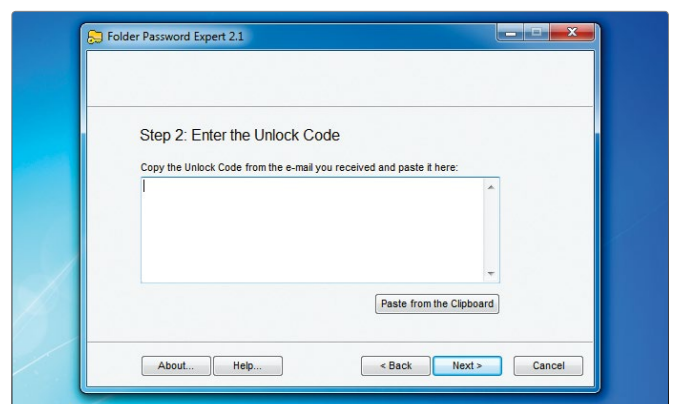 Folder Password Expert 2.1
Step 2: Enter the Unlock Code
Copy the Unlock Code from the e-mail you received and paste it here:
Paste from the Clipboard
About... Help... < Back Next > Cancel